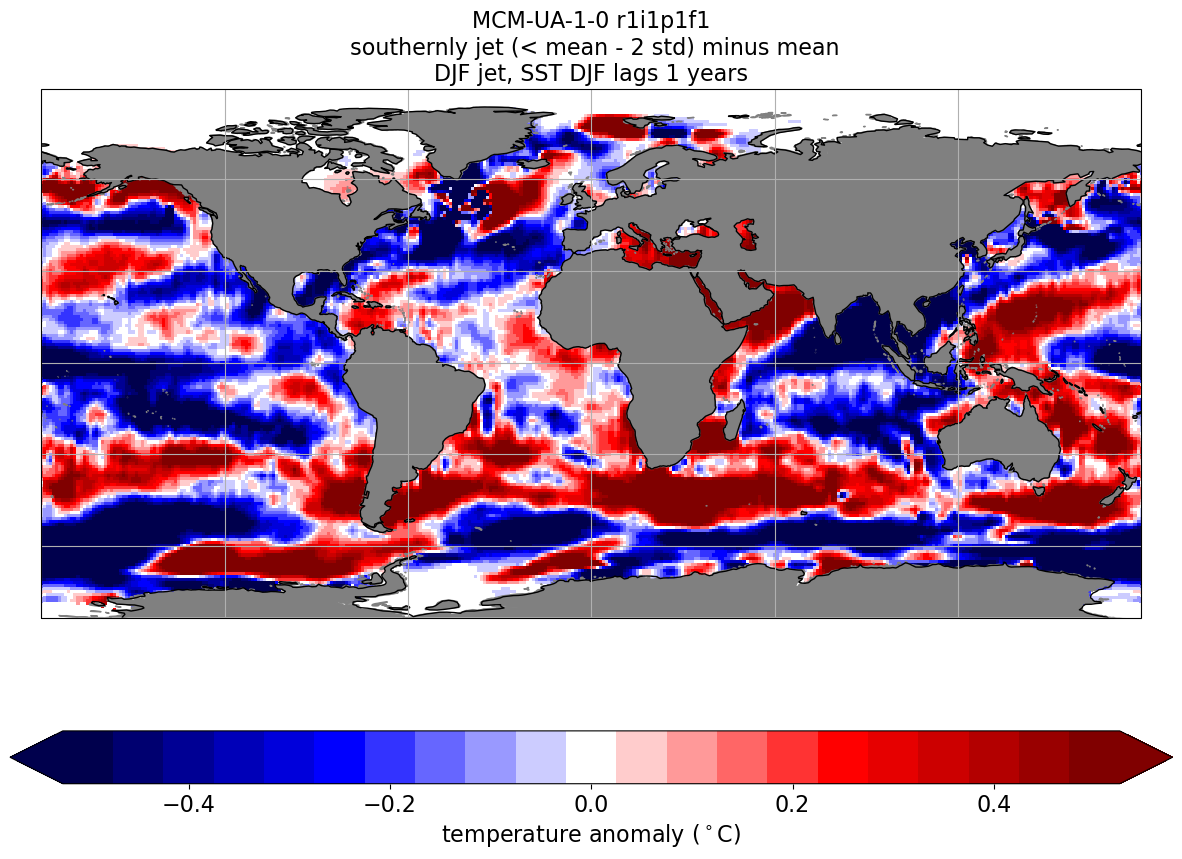 MCM-UA-1-0 r1i1p1f1
southernly jet (< mean - 2 std) minus mean
DJF jet, SST DJF lags 1 years
−0.4 −0.2 0.0 0.2 0.4
temperature anomaly (°C)